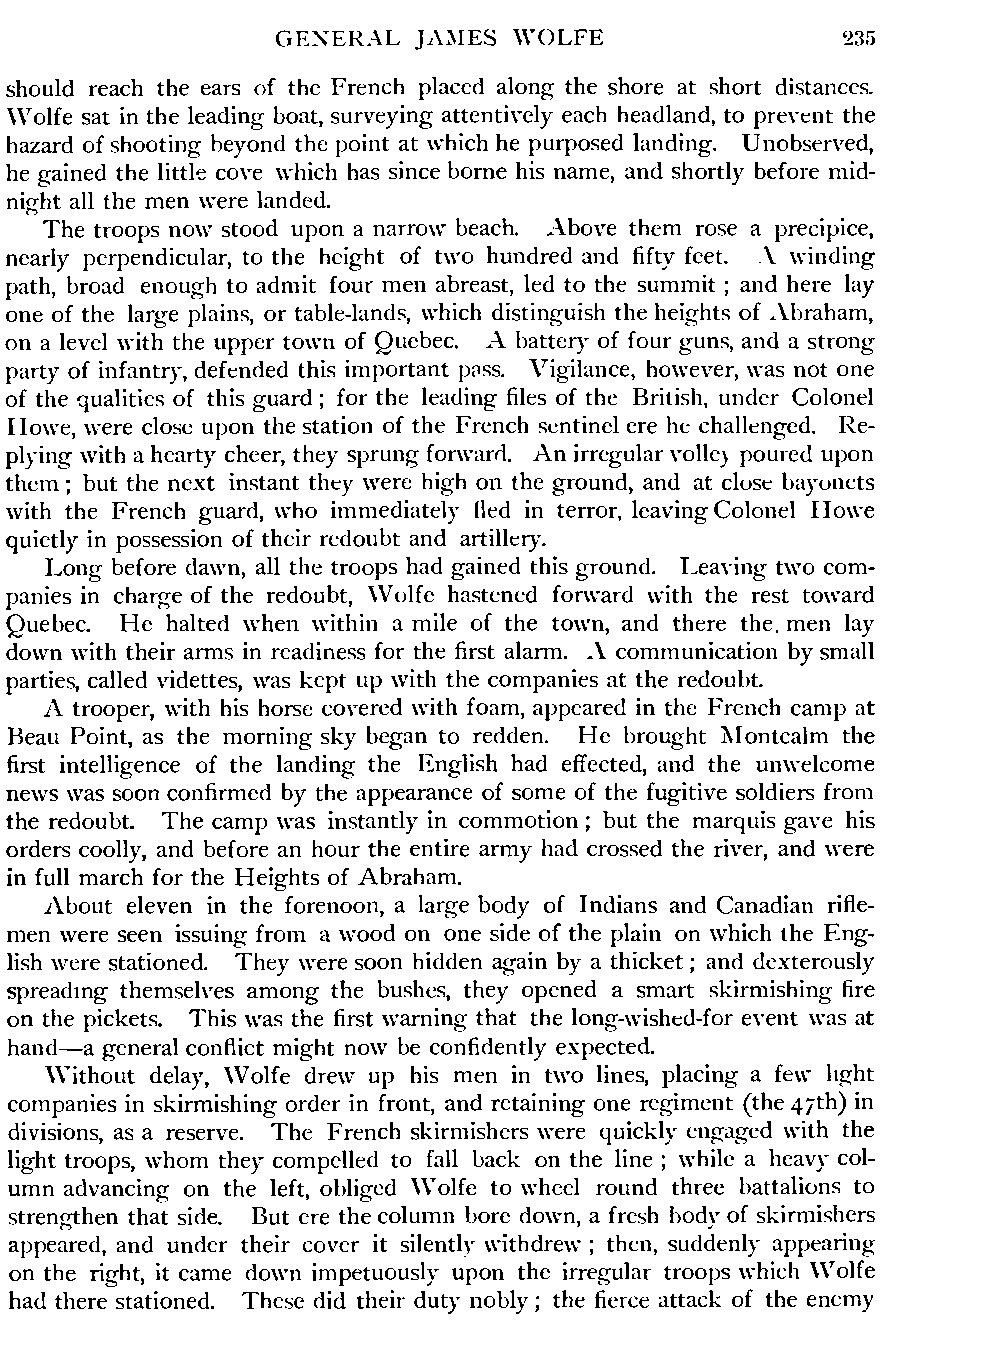 GENERAL JAMES WOLFE 235
should reach the ears of the French placed along the shore at short distances.
Wolfe sat in the leading boat, surveying attentively each headland, to prevent the
hazard of shooting beyond the point at which he purposed landing. Unobserved,
he gained the little cove which has since borne his name, and shortly before mid-
night all the men were landed.
The troops now stood upon a narrow beach. Above them rose a precipice,
nearly perpendicular, to the height of two hundred and fifty feet. A winding
path, broad enough to admit four men abreast, led to the summit ; and here lay
one of the large plains, or table-lands, which distinguish the heights of Abraham,
on a level with the upper town of Quebec. A battery of four guns, and a strong
party of infantry, defended this important pass. Vigilance, however, was not one
of the qualities of this guard ; for the leading files of the British, under Colonel
Howe, were close upon the station of the French sentinel ere he challenged. Re-
plying with a hearty cheer, they sprung forward. An irregular volley poured upon
them ; but the next instant they were high on the ground, and at close bayonets
with the French guard, who immediately fled in terror, leaving Colonel Howe
quietly in possession of their redoubt and artillery.
Long before dawn, all the troops had gained this ground. Leaving two com-
panies in charge of the redoubt, Wolfe hastened forward with the rest toward
Quebec. He halted when within a mile of the town, and there the men lay
down with their arms in readiness for the first alarm. A communication by small
parties, called videttes, was kept up with the companies at the redoubt.
A trooper, with his horse covered with foam, appeared in the French camp at
Beau Point, as the morning sky began to redden. He brought Montcalm the
first intelligence of the landing the English had effected, and the unwelcome
news was soon confirmed by the appearance of some of the fugitive soldiers from
the redoubt. The camp was instantly in commotion ; but the marquis gave his
orders coolly, and before an hour the entire army had crossed the river, and were
in full march for the Heights of Abraham.
About eleven in the forenoon, a large body of Indians and Canadian rifle-
men were seen issuing from a wood on one side of the plain on which the Eng-
lish were stationed. They were soon hidden again by a thicket ; and dexterously
spreading themselves among the bushes, they opened a smart skirmishing fire
on the pickets. This was the first warning that the long-wished-for event was at
hand—a general conflict might now be confidently expected.
Without delay, Wolfe drew up his men in two lines, placing a few light
companies in skirmishing order in front, and retaining one regiment (the 47th) in
divisions, as a reserve. The French skirmishers were quickly engaged with the
light troops, whom they compelled to fall back on the line ; while a heavy col-
umn advancing on the left, obliged Wolfe to wheel round three battalions to
strengthen that side. But ere the column bore down, a fresh body of skirmishers
appeared, and under their cover it silently withdrew ; then, suddenly appearing
on the right, it came down impetuously upon the irregular troops which Wolfe
had there stationed. These did their duty nobly ; the fierce attack of the enemy